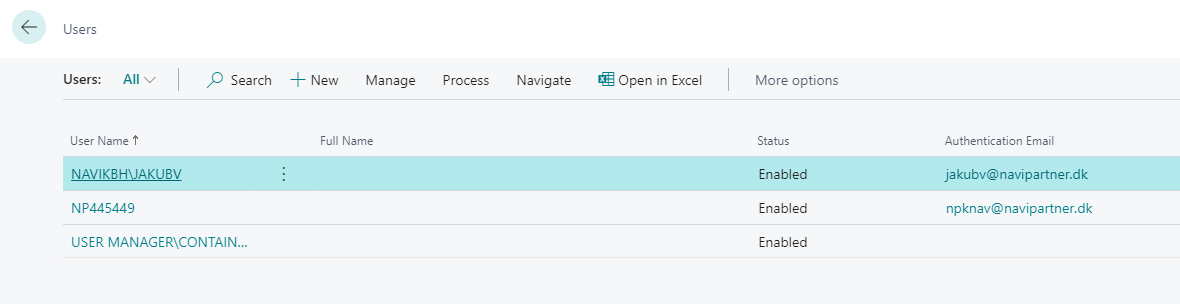 Users
Users: All Search New Manage Process Navigate Open in Excel More options
User Name ↑ Full Name Status Authentication Email
NAVIKBH\JAKUBV Enabled jakubv@navipartner.dk
NP445449 Enabled npknav@navipartner.dk
USER MANAGER\CONTAIN... Enabled